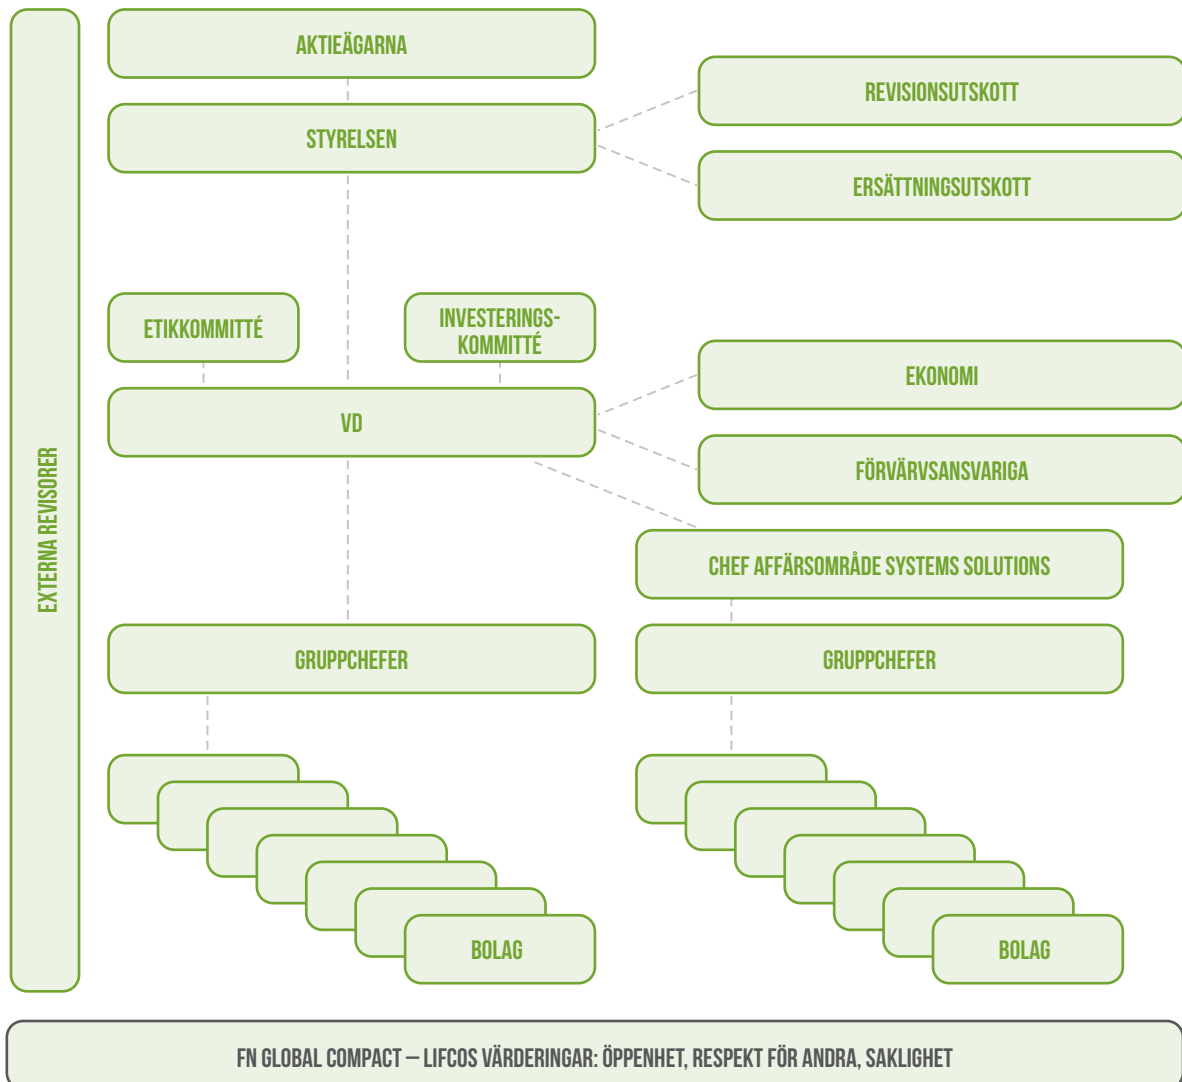 AKTIEÄGARNA
REVISIONSUTSKOTT
STYRELSEN
ERSÄTTNINGSUTSKOTT
ETIKKOMMITTÉ
INVESTERINGS-
KOMMITTÉ
EKONOMI
VD
FÖRVÄRVSANSVARIGA
EXTERNA REVISORER
CHEF AFFÄRSOMRÅDE SYSTEMS SOLUTIONS
GRUPPCHEFER
GRUPPCHEFER
BOLAG
BOLAG
FN GLOBAL COMPACT – LIFCOS VÄRDERINGAR: ÖPPENHET, RESPEKT FÖR ANDRA, SAKLIGHET